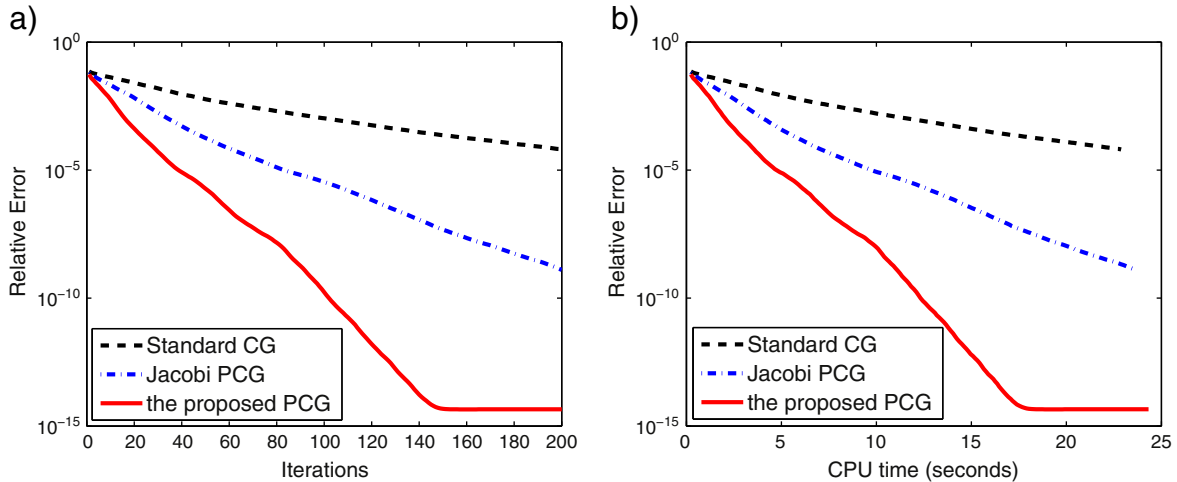 a)
10^0
10^-5
10^-10
10^-15
Relative Error
Standard CG
Jacobi PCG
the proposed PCG
0 20 40 60 80 100 120 140 160 180 200
Iterations
b)
10^0
10^-5
10^-10
10^-15
Relative Error
Standard CG
Jacobi PCG
the proposed PCG
0 5 10 15 20 25
CPU time (seconds)